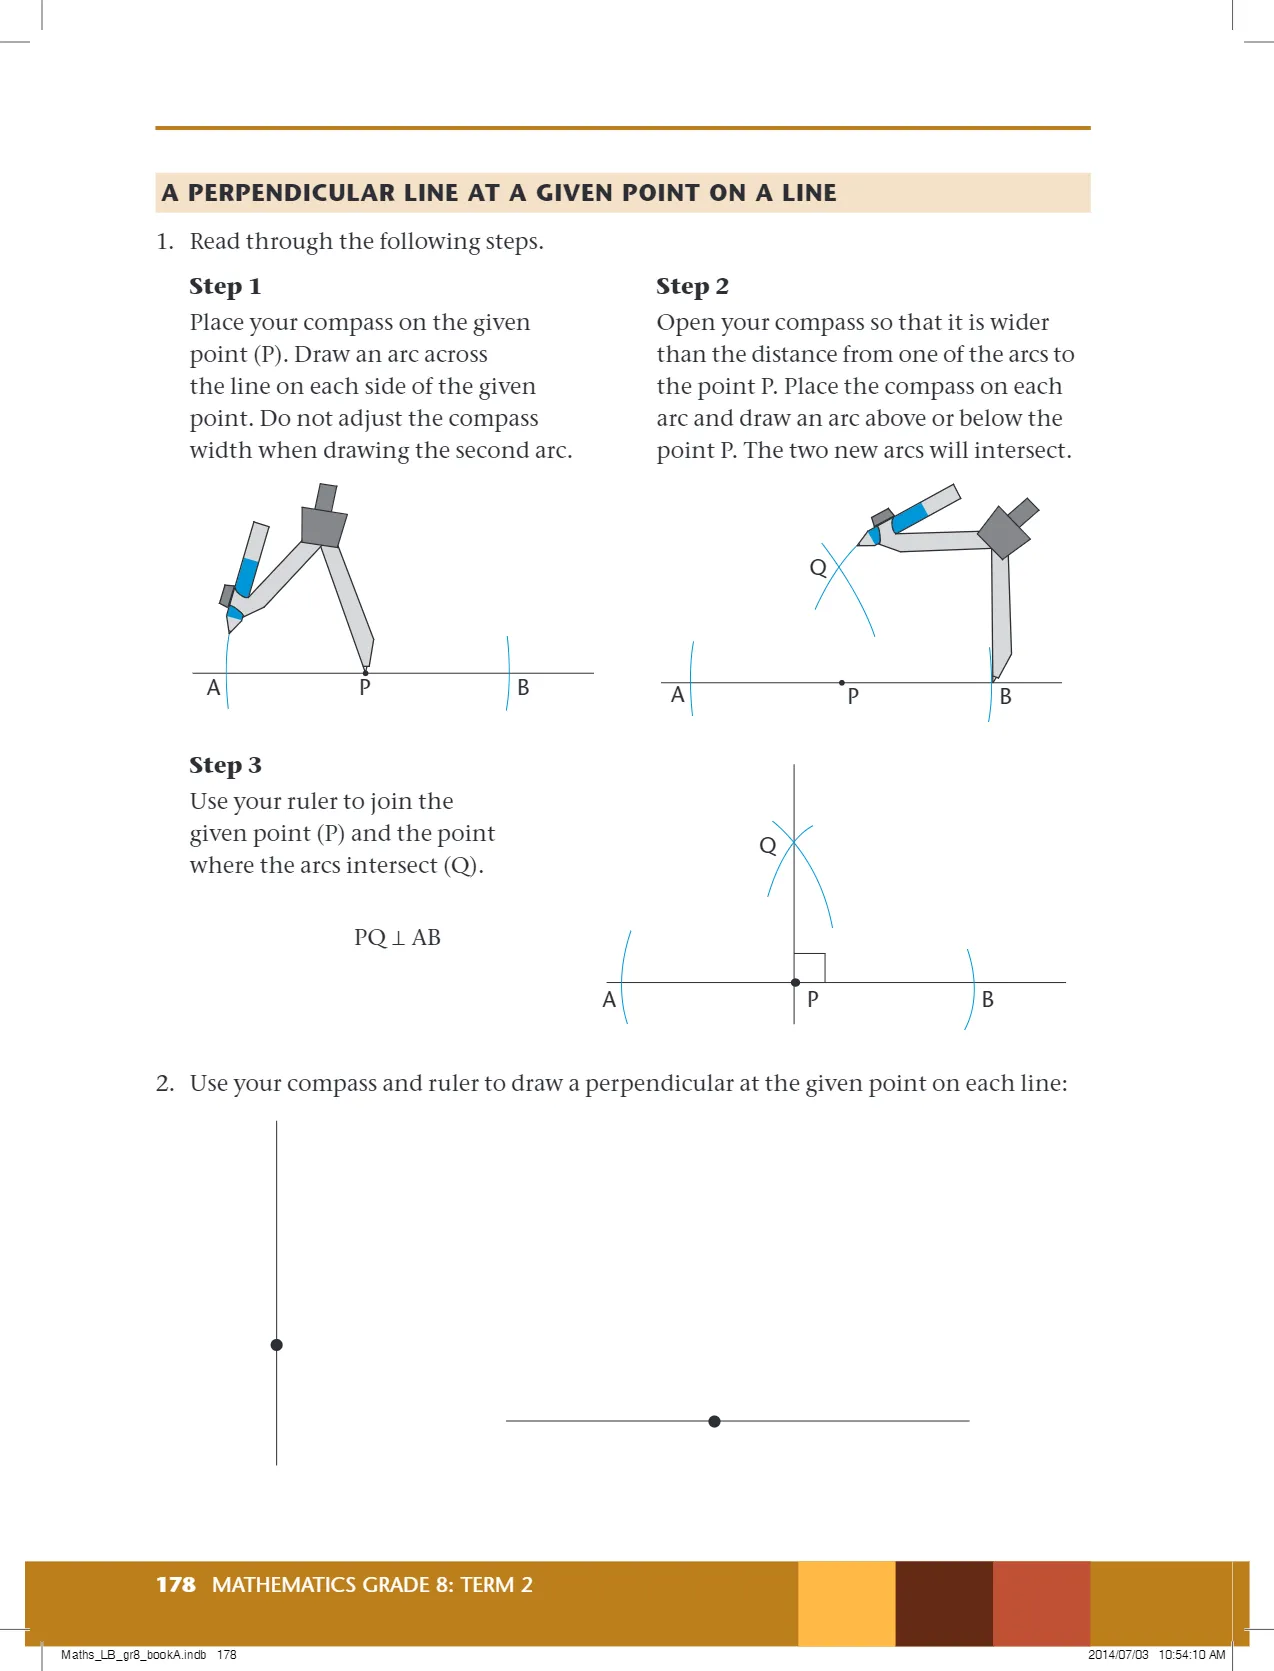 A PERPENDICULAR LINE AT A GIVEN POINT ON A LINE
1. Read through the following steps.
Step 1
Place your compass on the given
point (P). Draw an arc across
the line on each side of the given
point. Do not adjust the compass
width when drawing the second arc.
Step 2
Open your compass so that it is wider
than the distance from one of the arcs to
the point P. Place the compass on each
arc and draw an arc above or below the
point P. The two new arcs will intersect.
A P B
Q
A P B
Step 3
Use your ruler to join the
given point (P) and the point
where the arcs intersect (Q).
PQ ⊥ AB
Q
A P B
2. Use your compass and ruler to draw a perpendicular at the given point on each line:
178 MATHEMATICS GRADE 8: TERM 2
Maths_LB_gr8_bookA.indb 178
2014/07/03 10:54:10 AM